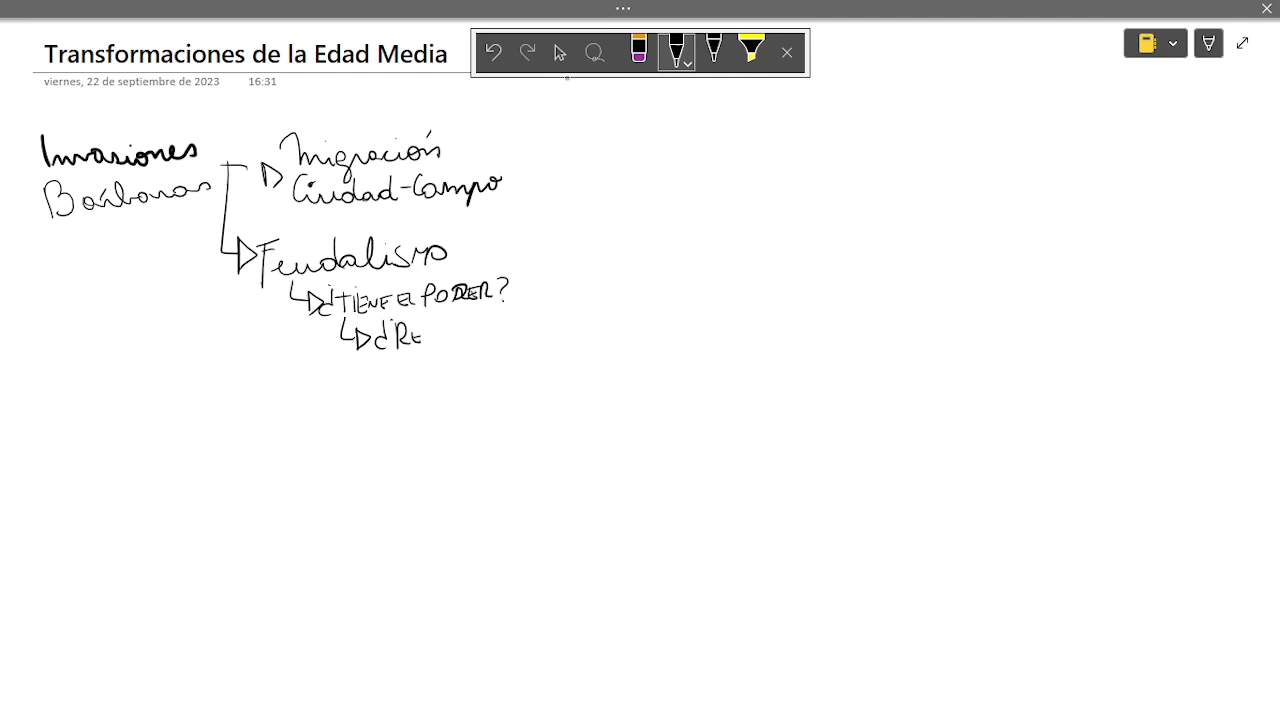 Transformaciones de la Edad Media
viernes, 22 de septiembre de 2023 16:31
Invasiones
Bárbaras
Migración
Ciudad-Campo
Feudalismo
¿TIENE EL PODER?
¿Re